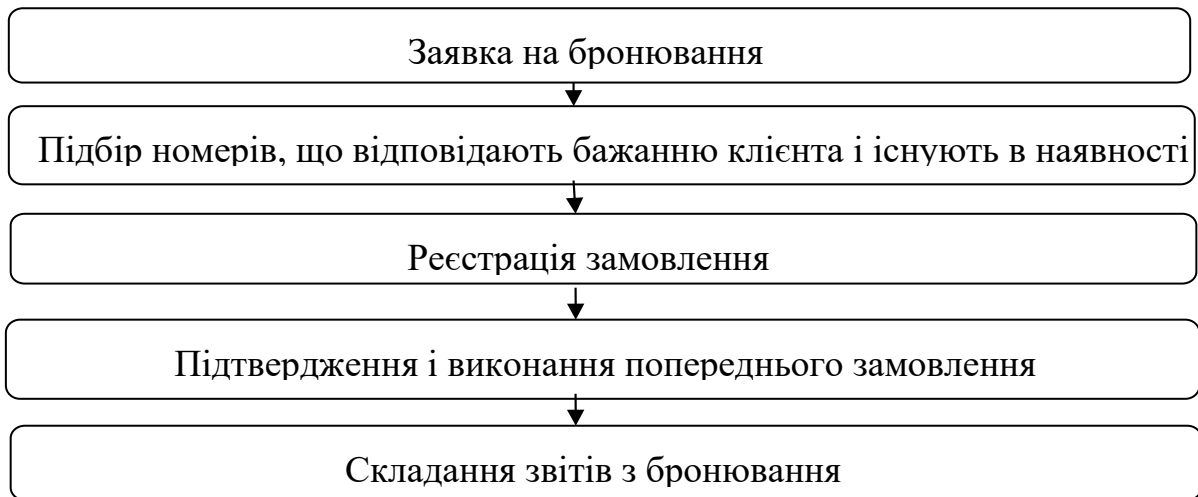 Заявка на бронювання
Підбір номерів, що відповідають бажанню клієнта і існують в наявності
Реєстрація замовлення
Підтвердження і виконання попереднього замовлення
Складання звітів з бронювання